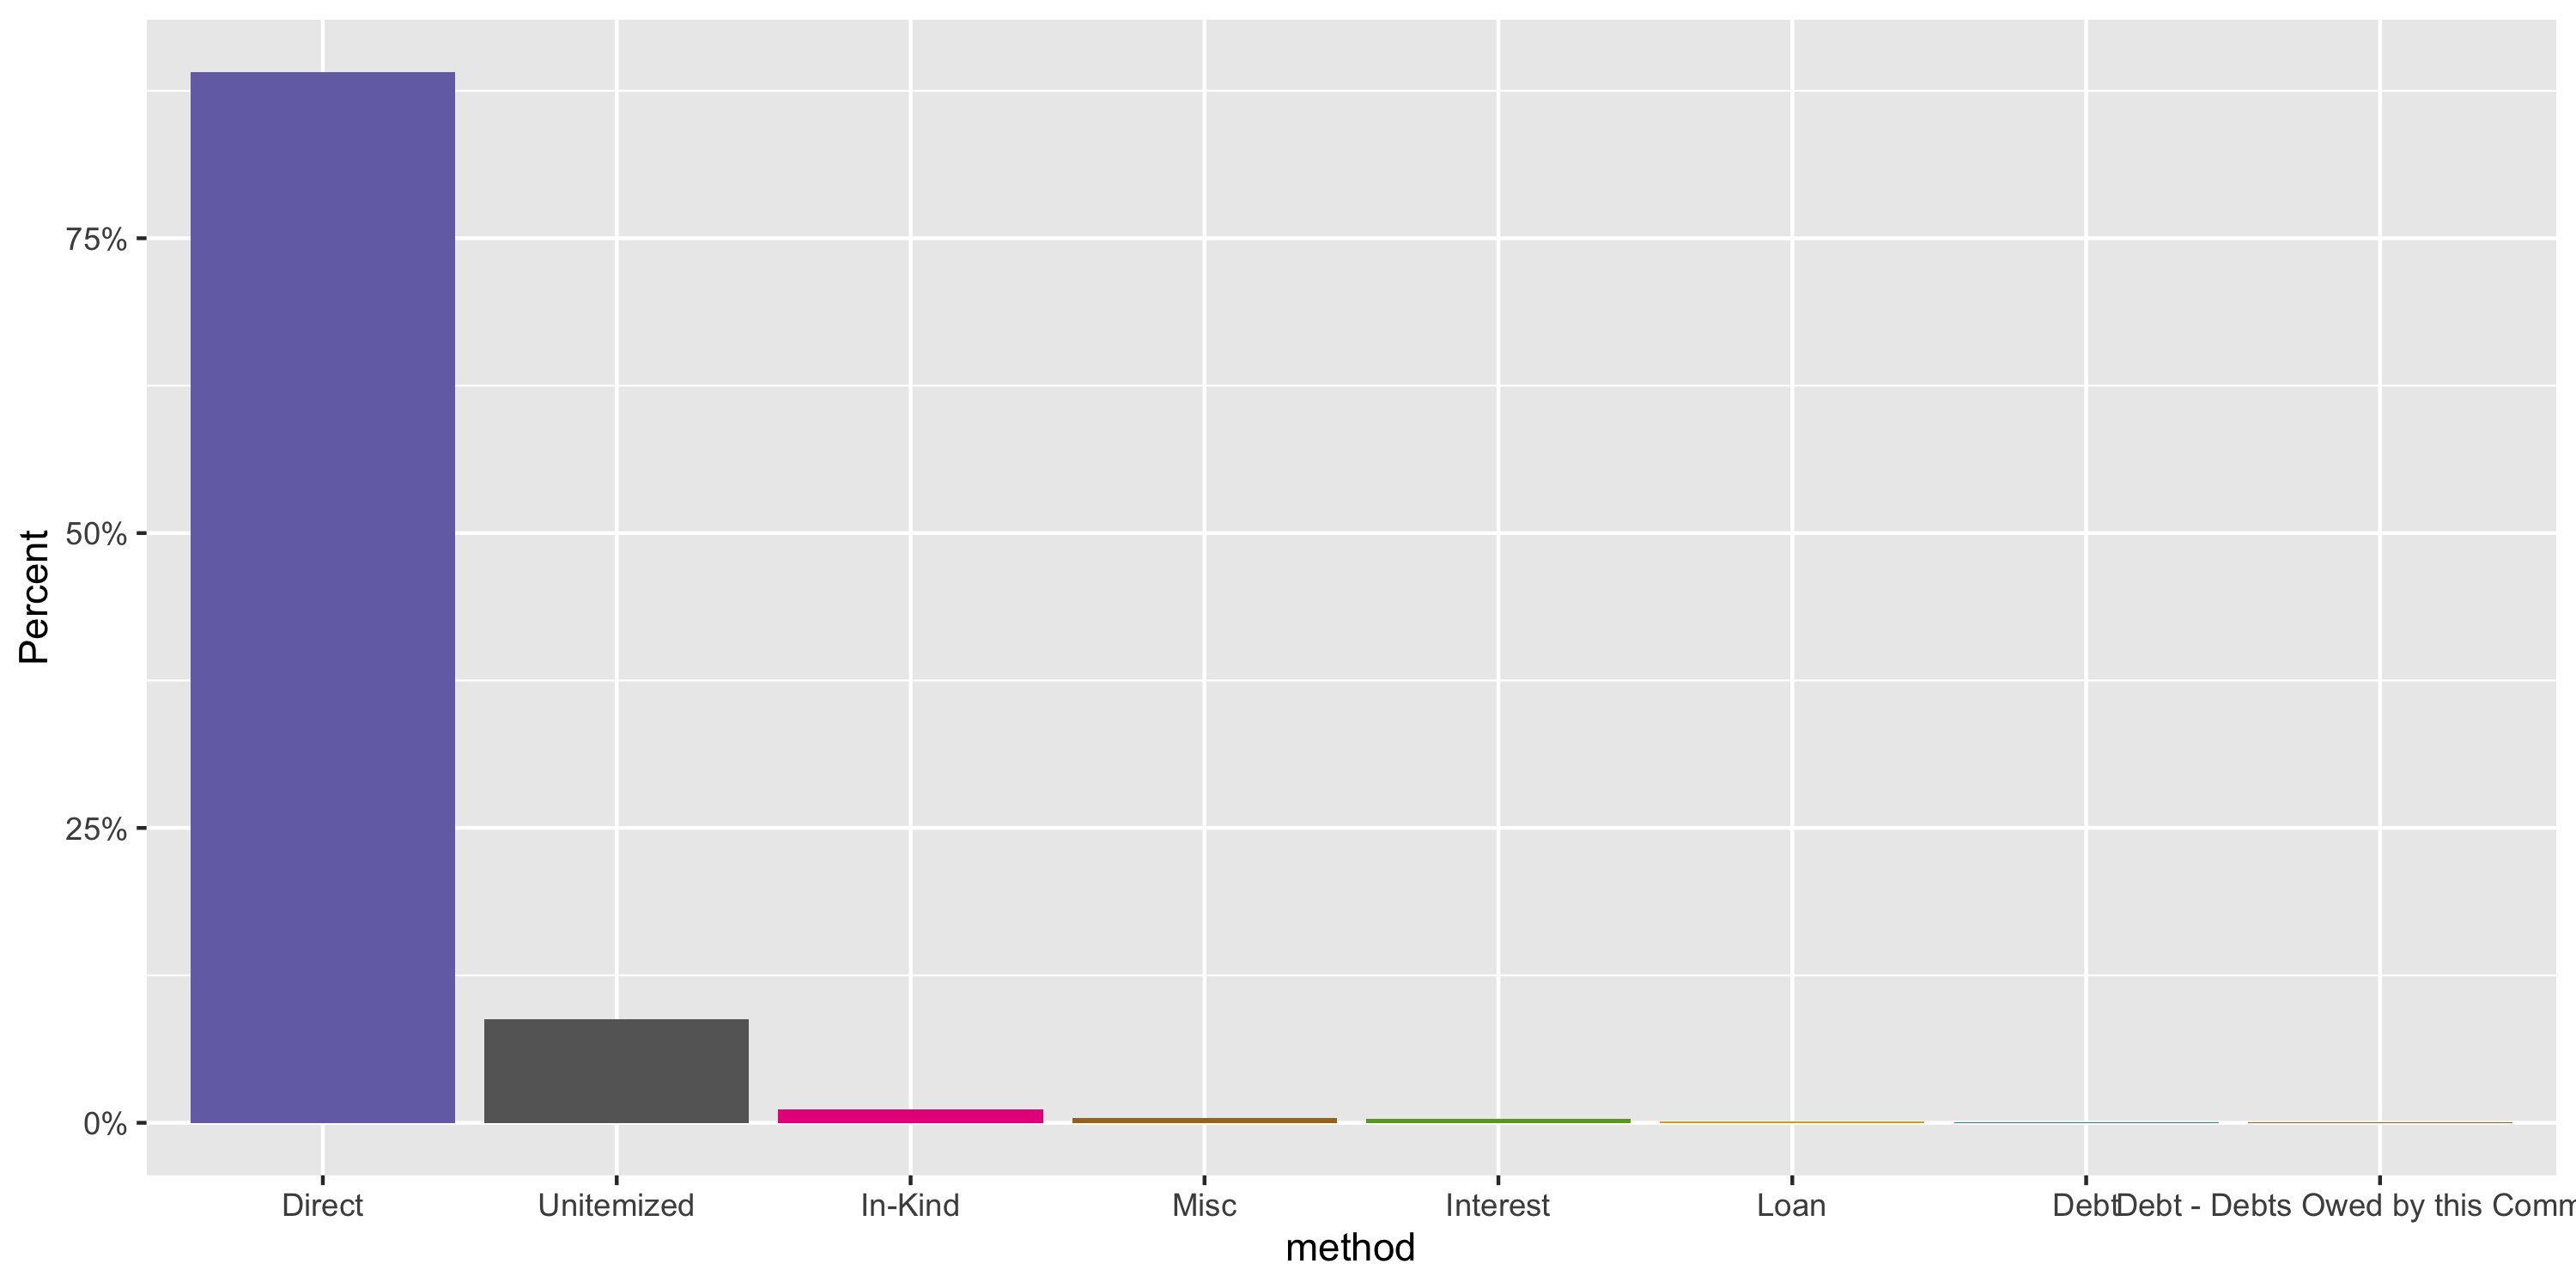 Percent
75%
50%
25%
0%
Direct
Unitemized
In-Kind
Misc
Interest
Loan
Debt
Debt - Debts Owed by this Comm
method